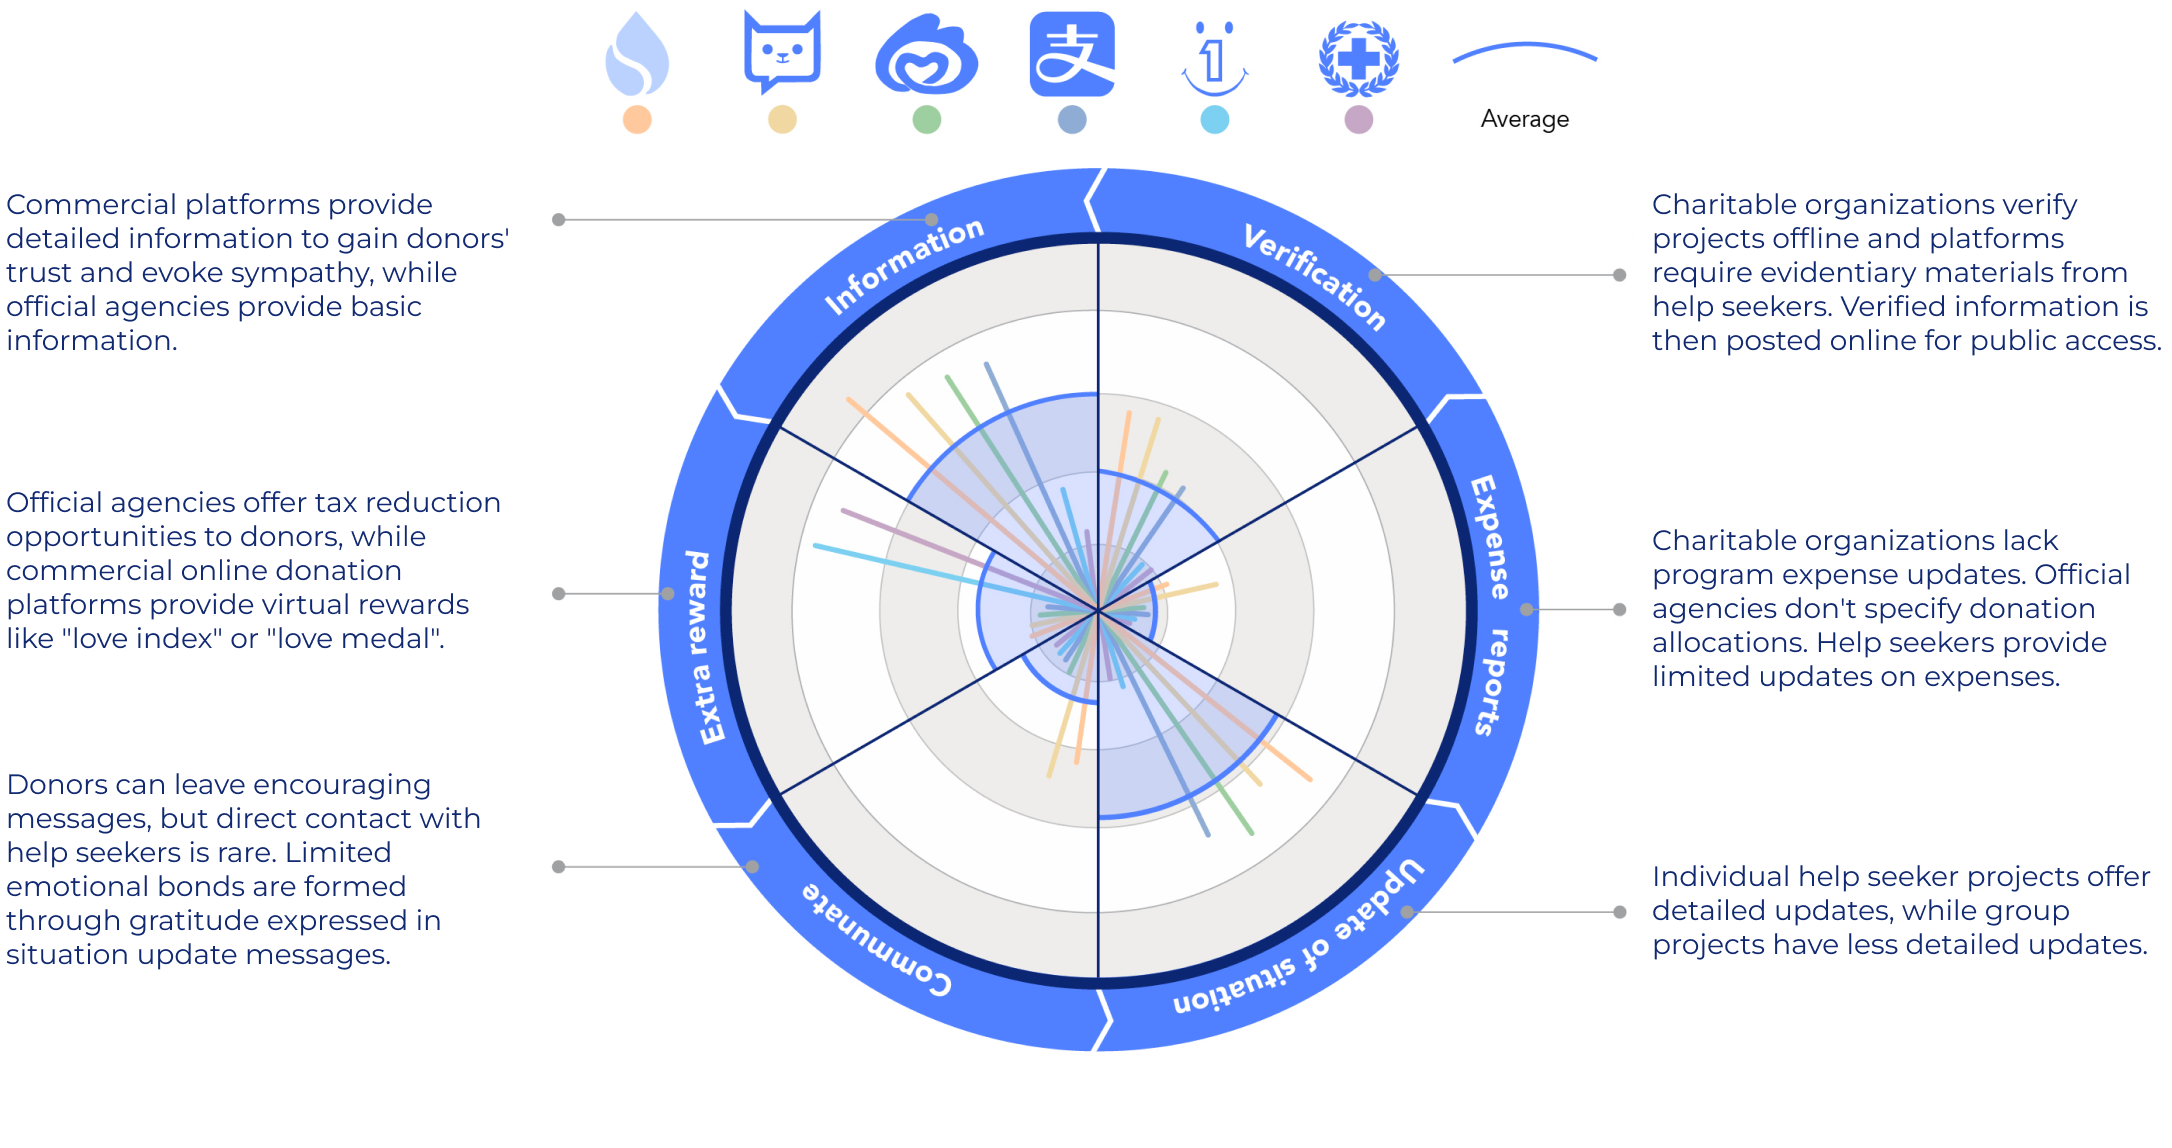 支
1
Average
Commercial platforms provide
detailed information to gain donors'
trust and evoke sympathy, while
official agencies provide basic
information.
Official agencies offer tax reduction
opportunities to donors, while
commercial online donation
platforms provide virtual rewards
like "love index" or "love medal".
Donors can leave encouraging
messages, but direct contact with
help seekers is rare. Limited
emotional bonds are formed
through gratitude expressed in
situation update messages.
Information
Verification
Expense reports
Update of situation
Communate
Extra reward
Charitable organizations verify
projects offline and platforms
require evidentiary materials from
help seekers. Verified information is
then posted online for public access.
Charitable organizations lack
program expense updates. Official
agencies don't specify donation
allocations. Help seekers provide
limited updates on expenses.
Individual help seeker projects offer
detailed updates, while group
projects have less detailed updates.